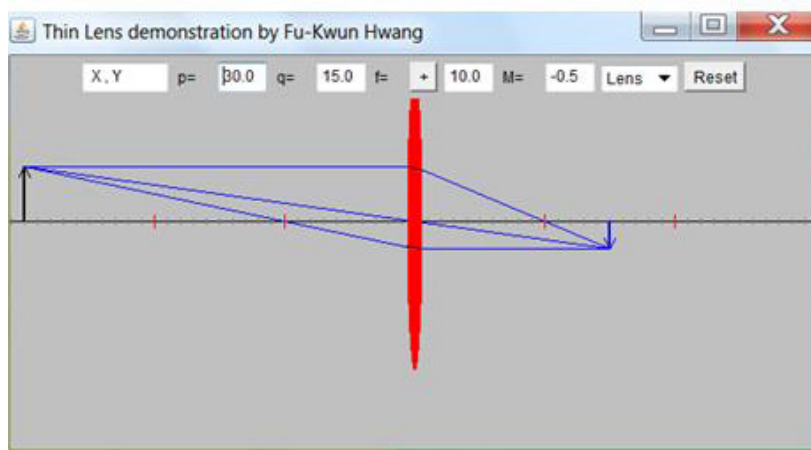 Thin Lens demonstration by Fu-Kwun Hwang
X,Y p= 30.0 q= 15.0 f= + 10.0 M= -0.5 Lens Reset